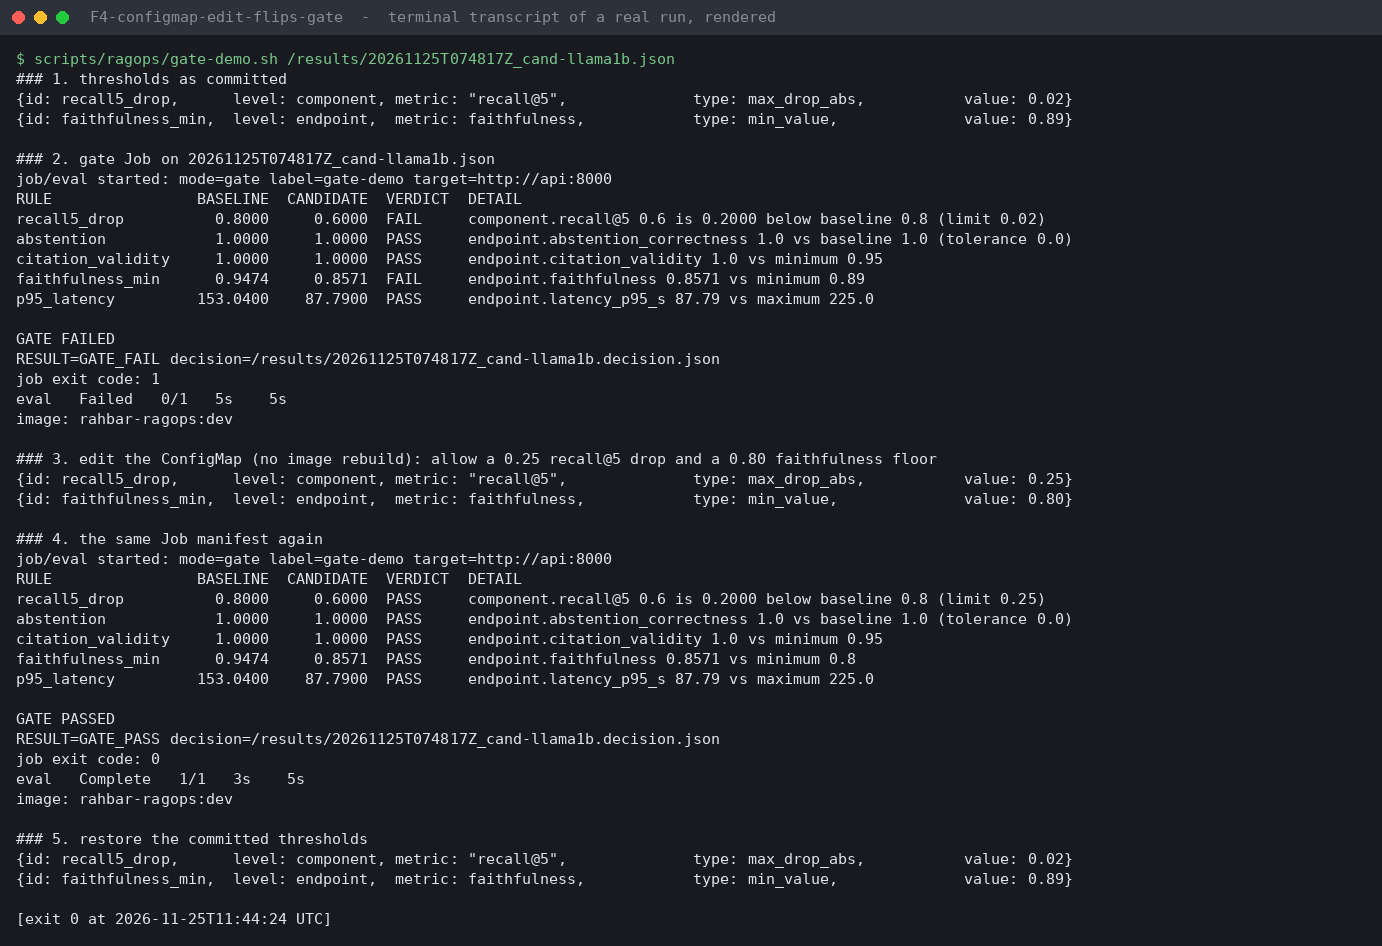 F4-configmap-edit-flips-gate  -  terminal transcript of a real run, rendered
$ scripts/ragops/gate-demo.sh /results/20261125T074817Z_cand-llama1b.json
### 1. thresholds as committed
{id: recall5_drop,      level: component, metric: "recall@5",              type: max_drop_abs,           value: 0.02}
{id: faithfulness_min,  level: endpoint,  metric: faithfulness,            type: min_value,              value: 0.89}

### 2. gate Job on 20261125T074817Z_cand-llama1b.json
job/eval started: mode=gate label=gate-demo target=http://api:8000
RULE                BASELINE  CANDIDATE  VERDICT  DETAIL
recall5_drop          0.8000     0.6000  FAIL     component.recall@5 0.6 is 0.2000 below baseline 0.8 (limit 0.02)
abstention            1.0000     1.0000  PASS     endpoint.abstention_correctness 1.0 vs baseline 1.0 (tolerance 0.0)
citation_validity     1.0000     1.0000  PASS     endpoint.citation_validity 1.0 vs minimum 0.95
faithfulness_min      0.9474     0.8571  FAIL     endpoint.faithfulness 0.8571 vs minimum 0.89
p95_latency         153.0400    87.7900  PASS     endpoint.latency_p95_s 87.79 vs maximum 225.0

GATE FAILED
RESULT=GATE_FAIL decision=/results/20261125T074817Z_cand-llama1b.decision.json
job exit code: 1
eval   Failed   0/1   5s    5s
image: rahbar-ragops:dev

### 3. edit the ConfigMap (no image rebuild): allow a 0.25 recall@5 drop and a 0.80 faithfulness floor
{id: recall5_drop,      level: component, metric: "recall@5",              type: max_drop_abs,           value: 0.25}
{id: faithfulness_min,  level: endpoint,  metric: faithfulness,            type: min_value,              value: 0.80}

### 4. the same Job manifest again
job/eval started: mode=gate label=gate-demo target=http://api:8000
RULE                BASELINE  CANDIDATE  VERDICT  DETAIL
recall5_drop          0.8000     0.6000  PASS     component.recall@5 0.6 is 0.2000 below baseline 0.8 (limit 0.25)
abstention            1.0000     1.0000  PASS     endpoint.abstention_correctness 1.0 vs baseline 1.0 (tolerance 0.0)
citation_validity     1.0000     1.0000  PASS     endpoint.citation_validity 1.0 vs minimum 0.95
faithfulness_min      0.9474     0.8571  PASS     endpoint.faithfulness 0.8571 vs minimum 0.8
p95_latency         153.0400    87.7900  PASS     endpoint.latency_p95_s 87.79 vs maximum 225.0

GATE PASSED
RESULT=GATE_PASS decision=/results/20261125T074817Z_cand-llama1b.decision.json
job exit code: 0
eval   Complete   1/1   3s    5s
image: rahbar-ragops:dev

### 5. restore the committed thresholds
{id: recall5_drop,      level: component, metric: "recall@5",              type: max_drop_abs,           value: 0.02}
{id: faithfulness_min,  level: endpoint,  metric: faithfulness,            type: min_value,              value: 0.89}

[exit 0 at 2026-11-25T11:44:24 UTC]